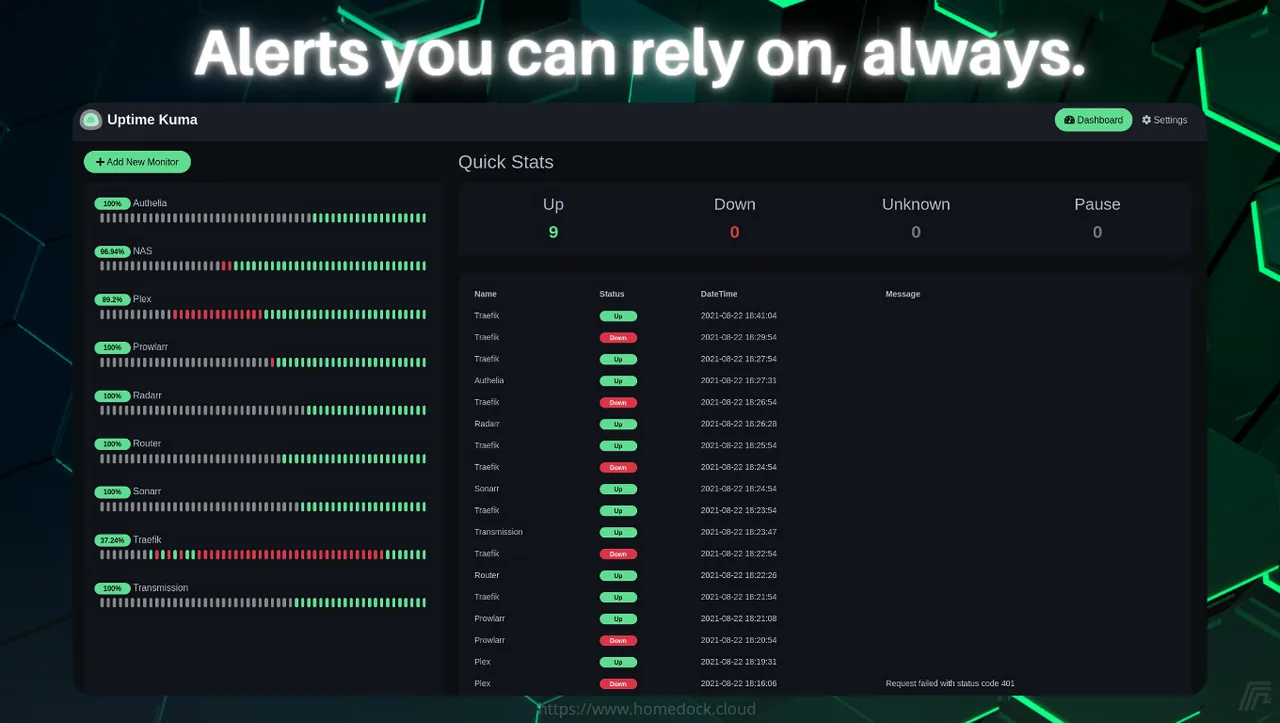 Alerts you can rely on, always.
Uptime Kuma
Dashboard
Settings
Add New Monitor
100% Authelia
96.94% NAS
89.2% Plex
100% Prowlarr
100% Radarr
100% Router
100% Sonarr
37.24% Traefik
100% Transmission
Quick Stats
Up Down Unknown Pause
9 0 0 0
Name Status DateTime Message
Traefik Up 2021-08-22 18:41:04
Traefik Down 2021-08-22 18:29:54
Traefik Up 2021-08-22 18:27:54
Authelia Up 2021-08-22 18:27:31
Traefik Down 2021-08-22 18:26:54
Radarr Up 2021-08-22 18:26:28
Traefik Up 2021-08-22 18:25:54
Traefik Down 2021-08-22 18:24:54
Sonarr Up 2021-08-22 18:24:54
Traefik Up 2021-08-22 18:23:54
Transmission Up 2021-08-22 18:23:47
Traefik Down 2021-08-22 18:22:54
Router Up 2021-08-22 18:22:26
Traefik Up 2021-08-22 18:21:54
Prowlarr Up 2021-08-22 18:21:08
Prowlarr Down 2021-08-22 18:20:54
Plex Up 2021-08-22 18:19:31
Plex Down 2021-08-22 18:16:06 Request failed with status code 401
https://www.homedock.cloud